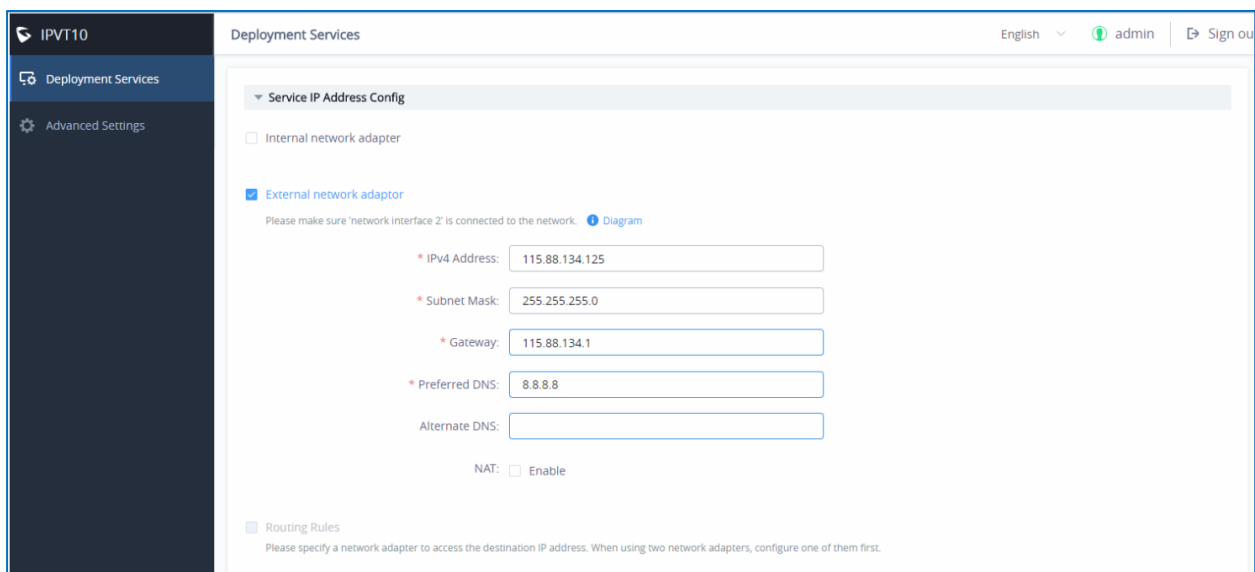 IPVT10
Deployment Services
English
admin
Sign ou
Deployment Services
Advanced Settings
Service IP Address Config
Internal network adapter
External network adaptor
Please make sure 'network interface 2' is connected to the network. Diagram
* IPv4 Address: 115.88.134.125
* Subnet Mask: 255.255.255.0
* Gateway: 115.88.134.1
* Preferred DNS: 8.8.8.8
Alternate DNS:
NAT: Enable
Routing Rules
Please specify a network adapter to access the destination IP address. When using two network adapters, configure one of them first.